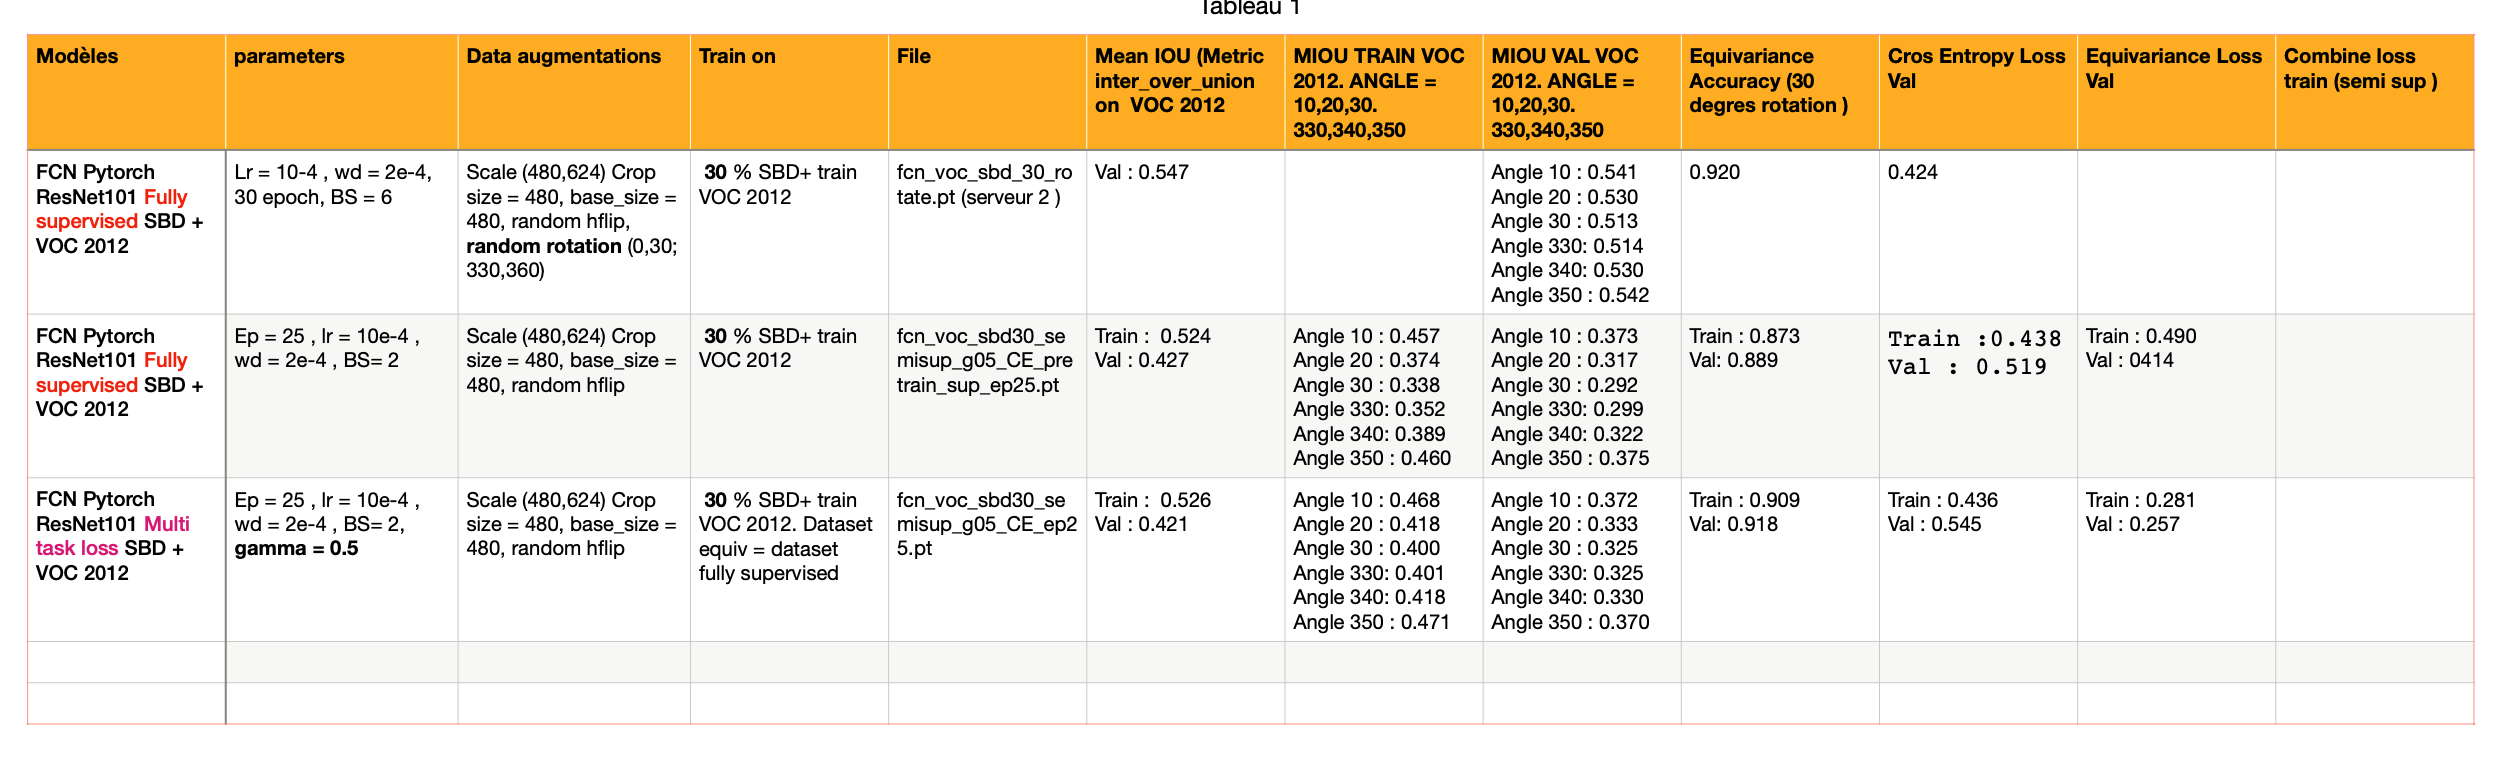 Tableau 1
Modèles
parameters
Data augmentations
Train on
File
Mean IOU (Metric
inter_over_union
on VOC 2012
MIOU TRAIN VOC
2012. ANGLE =
10,20,30.
330,340,350
MIOU VAL VOC
2012. ANGLE =
10,20,30.
330,340,350
Equivariance
Accuracy (30
degres rotation )
Cros Entropy Loss
Val
Equivariance Loss
Val
Combine loss
train (semi sup )
FCN Pytorch
ResNet101 Fully
supervised SBD +
VOC 2012
Lr = 10-4 , wd = 2e-4,
30 epoch, BS = 6
Scale (480,624) Crop
size = 480, base_size =
480, random hflip,
random rotation (0,30;
330,360)
30 % SBD+ train
VOC 2012
fcn_voc_sbd_30_ro
tate.pt (serveur 2 )
Val : 0.547
Angle 10 : 0.541
Angle 20 : 0.530
Angle 30 : 0.513
Angle 330: 0.514
Angle 340: 0.530
Angle 350 : 0.542
0.920
0.424
FCN Pytorch
ResNet101 Fully
supervised SBD +
VOC 2012
Ep = 25 , lr = 10e-4 ,
wd = 2e-4 , BS= 2
Scale (480,624) Crop
size = 480, base_size =
480, random hflip
30 % SBD+ train
VOC 2012
fcn_voc_sbd30_se
misup_g05_CE_pre
train_sup_ep25.pt
Train : 0.524
Val : 0.427
Angle 10 : 0.457
Angle 20 : 0.374
Angle 30 : 0.338
Angle 330: 0.352
Angle 340: 0.389
Angle 350 : 0.460
Angle 10 : 0.373
Angle 20 : 0.317
Angle 30 : 0.292
Angle 330: 0.299
Angle 340: 0.322
Angle 350 : 0.375
Train : 0.873
Val: 0.889
Train :0.438
Val : 0.519
Train : 0.490
Val : 0414
FCN Pytorch
ResNet101 Multi
task loss SBD +
VOC 2012
Ep = 25 , lr = 10e-4 ,
wd = 2e-4 , BS= 2,
gamma = 0.5
Scale (480,624) Crop
size = 480, base_size =
480, random hflip
30 % SBD+ train
VOC 2012. Dataset
equiv = dataset
fully supervised
fcn_voc_sbd30_se
misup_g05_CE_ep2
5.pt
Train : 0.526
Val : 0.421
Angle 10 : 0.468
Angle 20 : 0.418
Angle 30 : 0.400
Angle 330: 0.401
Angle 340: 0.418
Angle 350 : 0.471
Angle 10 : 0.372
Angle 20 : 0.333
Angle 30 : 0.325
Angle 330: 0.325
Angle 340: 0.330
Angle 350 : 0.370
Train : 0.909
Val: 0.918
Train : 0.436
Val : 0.545
Train : 0.281
Val : 0.257